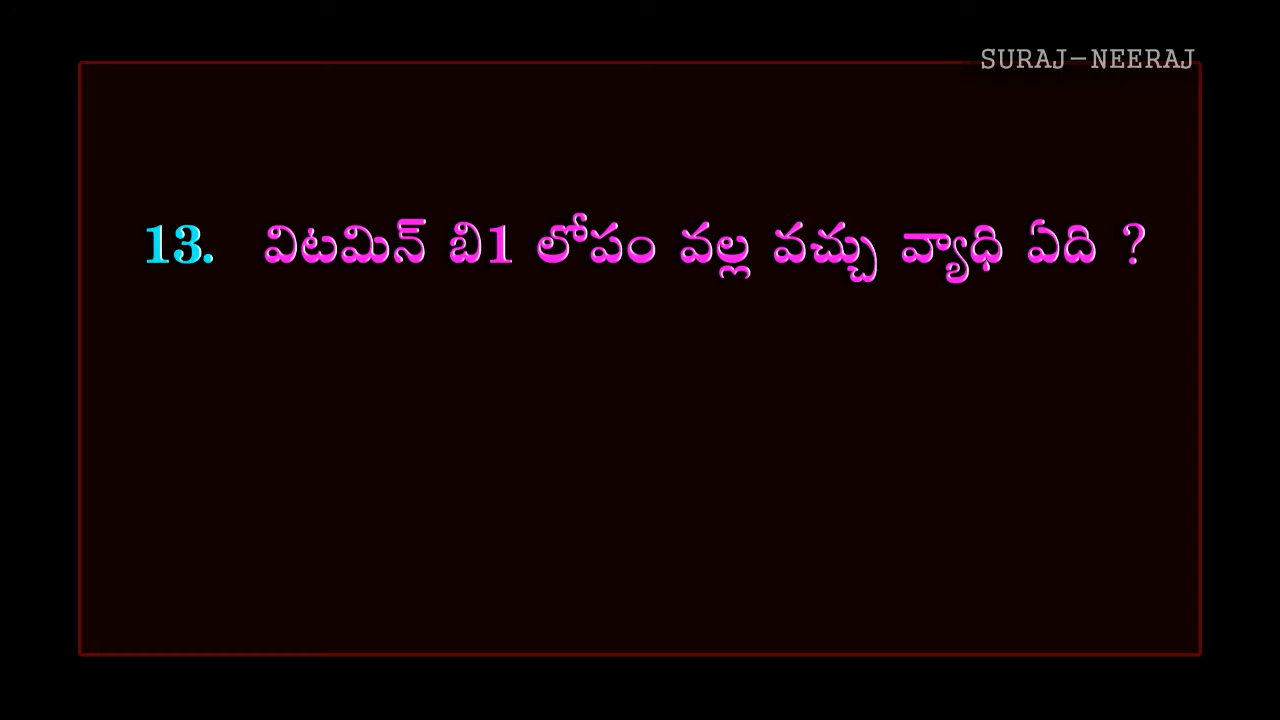 SURAJ-NEERAJ
13. విటమిన్ బి1 లోపం వల్ల వచ్చు వ్యాధి ఏది ?